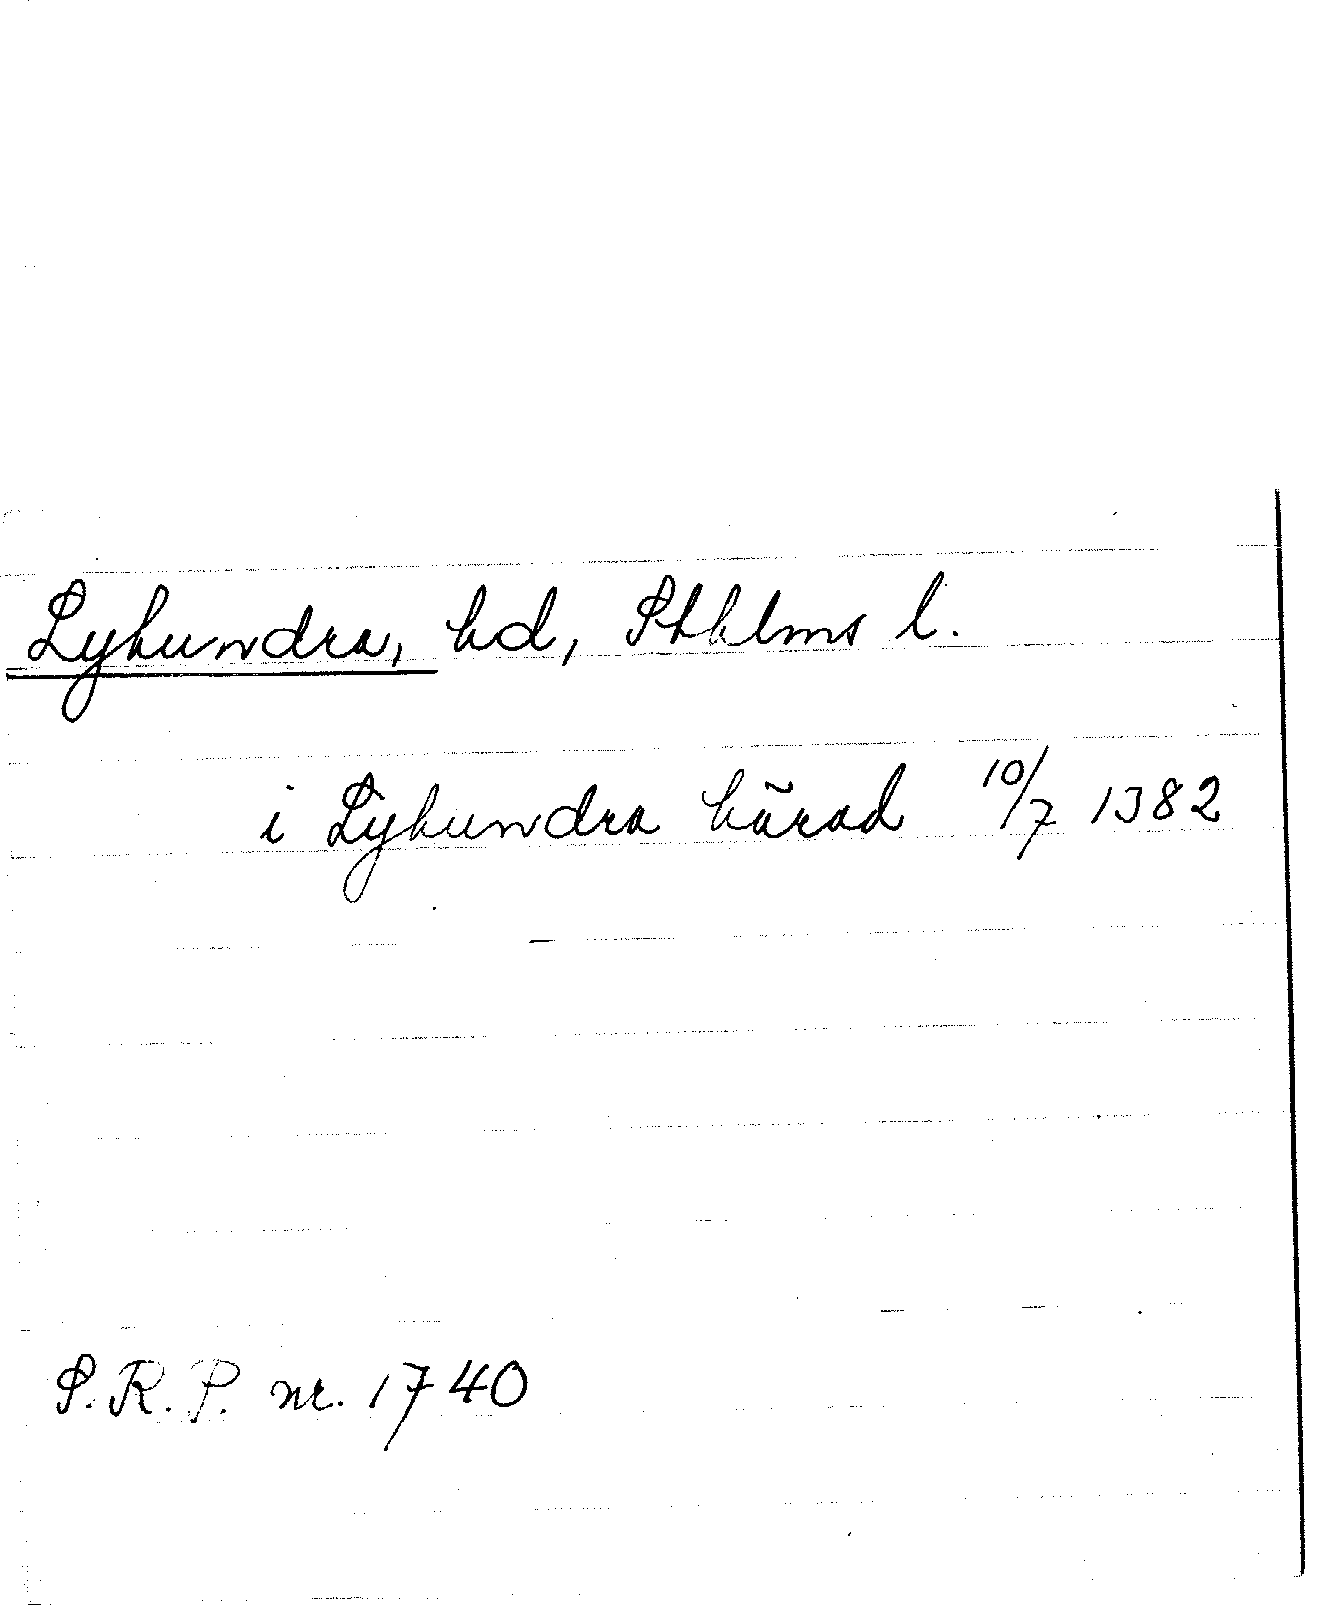 Lyhundra, hd, Sthlms l.
i Lyhundra härad 10/7 1382
S.R.P. nr. 1740